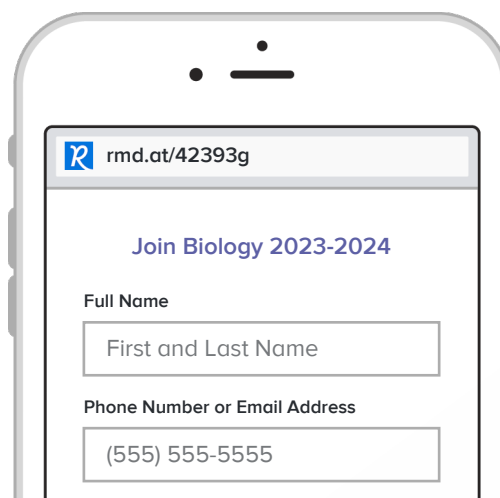 rmd.at/42393g
Join Biology 2023-2024
Full Name
First and Last Name
Phone Number or Email Address
(555) 555-5555